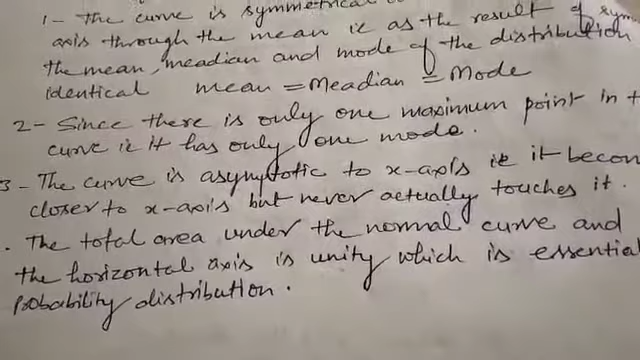 1- The curve is symmetrical
axis through the mean ie as the result of sym
the mean, meadian and mode of the distribution
identical mean = Meadian = Mode
2- Since there is only one maximum point in t
curve ie it has only one mode.
3- The curve is asymptotic to x-axis ie it becom
closer to x-axis but never actually touches it.
. The total area under the normal curve and
the horizontal axis is unity which is essential
Probability distribution.